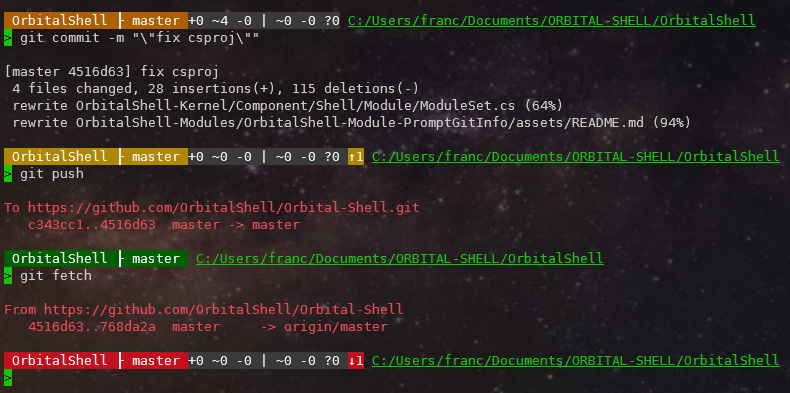 OrbitalShell ├ master +0 ~4 -0 | ~0 -0 ?0 C:/Users/franc/Documents/ORBITAL-SHELL/OrbitalShell
> git commit -m "\"fix csproj\""
[master 4516d63] fix csproj
4 files changed, 28 insertions(+), 115 deletions(-)
rewrite OrbitalShell-Kernel/Component/Shell/Module/ModuleSet.cs (64%)
rewrite OrbitalShell-Modules/OrbitalShell-Module-PromptGitInfo/assets/README.md (94%)
OrbitalShell ├ master +0 ~0 -0 | ~0 -0 ?0 ↑1 C:/Users/franc/Documents/ORBITAL-SHELL/OrbitalShell
> git push
To https://github.com/OrbitalShell/Orbital-Shell.git
c343cc1..4516d63  master -> master
OrbitalShell ├ master C:/Users/franc/Documents/ORBITAL-SHELL/OrbitalShell
> git fetch
From https://github.com/OrbitalShell/Orbital-Shell
4516d63..768da2a  master     -> origin/master
OrbitalShell ├ master +0 ~0 -0 | ~0 -0 ?0 ↓1 C:/Users/franc/Documents/ORBITAL-SHELL/OrbitalShell
>